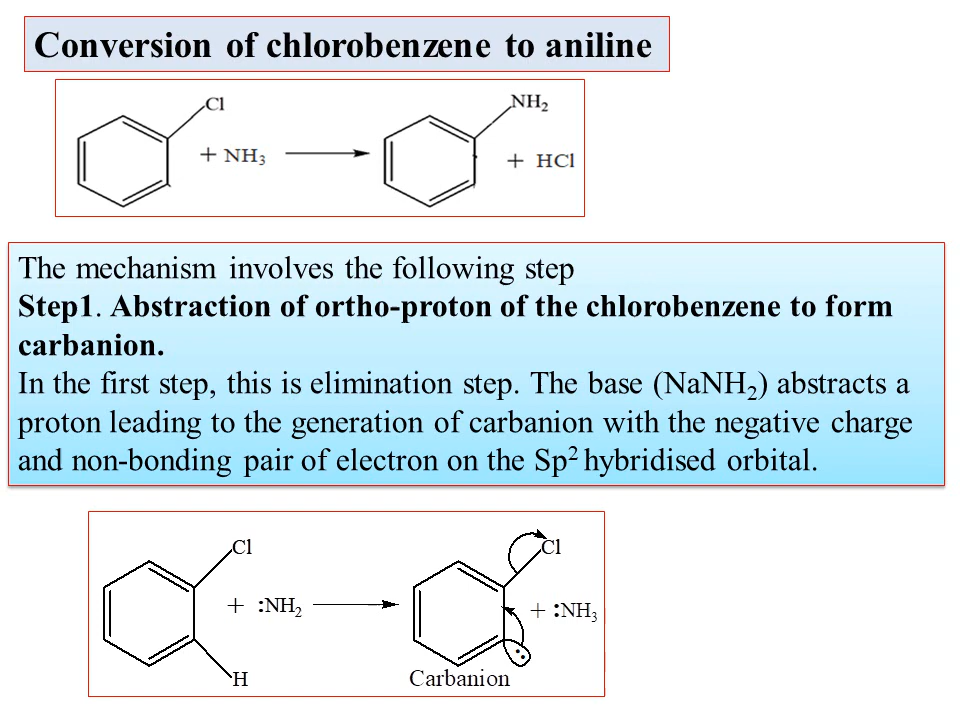 Conversion of chlorobenzene to aniline
Cl
+ NH₃
NH₂
+ HCl
The mechanism involves the following step
Step1. Abstraction of ortho-proton of the chlorobenzene to form
carbanion.
In the first step, this is elimination step. The base (NaNH₂) abstracts a
proton leading to the generation of carbanion with the negative charge
and non-bonding pair of electron on the Sp² hybridised orbital.
Cl
+ :NH₂
H
Cl
+ :NH₃
Carbanion